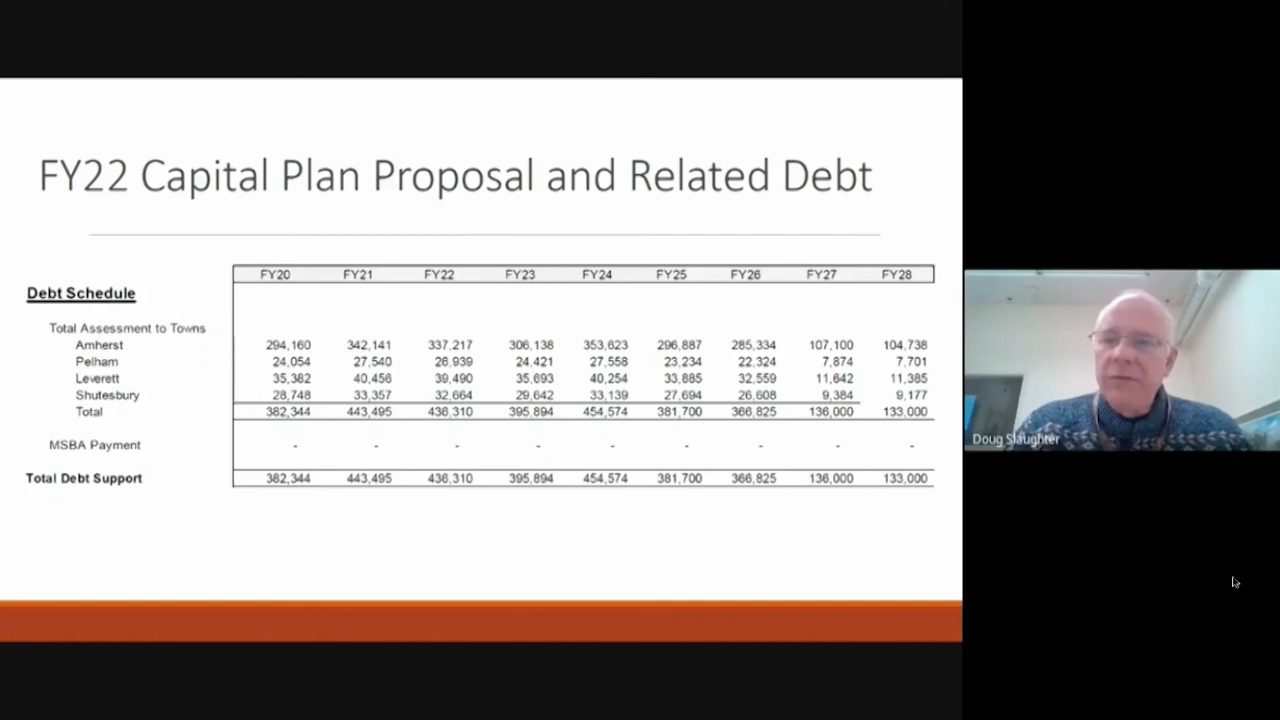 FY22 Capital Plan Proposal and Related Debt
FY20 FY21 FY22 FY23 FY24 FY25 FY26 FY27 FY28
Debt Schedule
Total Assessment to Towns
Amherst 294,160 342,141 337,217 306,138 353,623 296,887 285,334 107,100 104,738
Pelham 24,054 27,540 26,939 24,421 27,558 23,234 22,324 7,874 7,701
Leverett 35,382 40,456 39,490 35,693 40,254 33,885 32,559 11,642 11,385
Shutesbury 28,748 33,357 32,664 29,642 33,139 27,694 26,608 9,384 9,177
Total 382,344 443,495 436,310 395,894 454,574 381,700 366,825 136,000 133,000
MSBA Payment - - - - - - - - -
Total Debt Support 382,344 443,495 436,310 395,894 454,574 381,700 366,825 136,000 133,000
Doug Slaughter